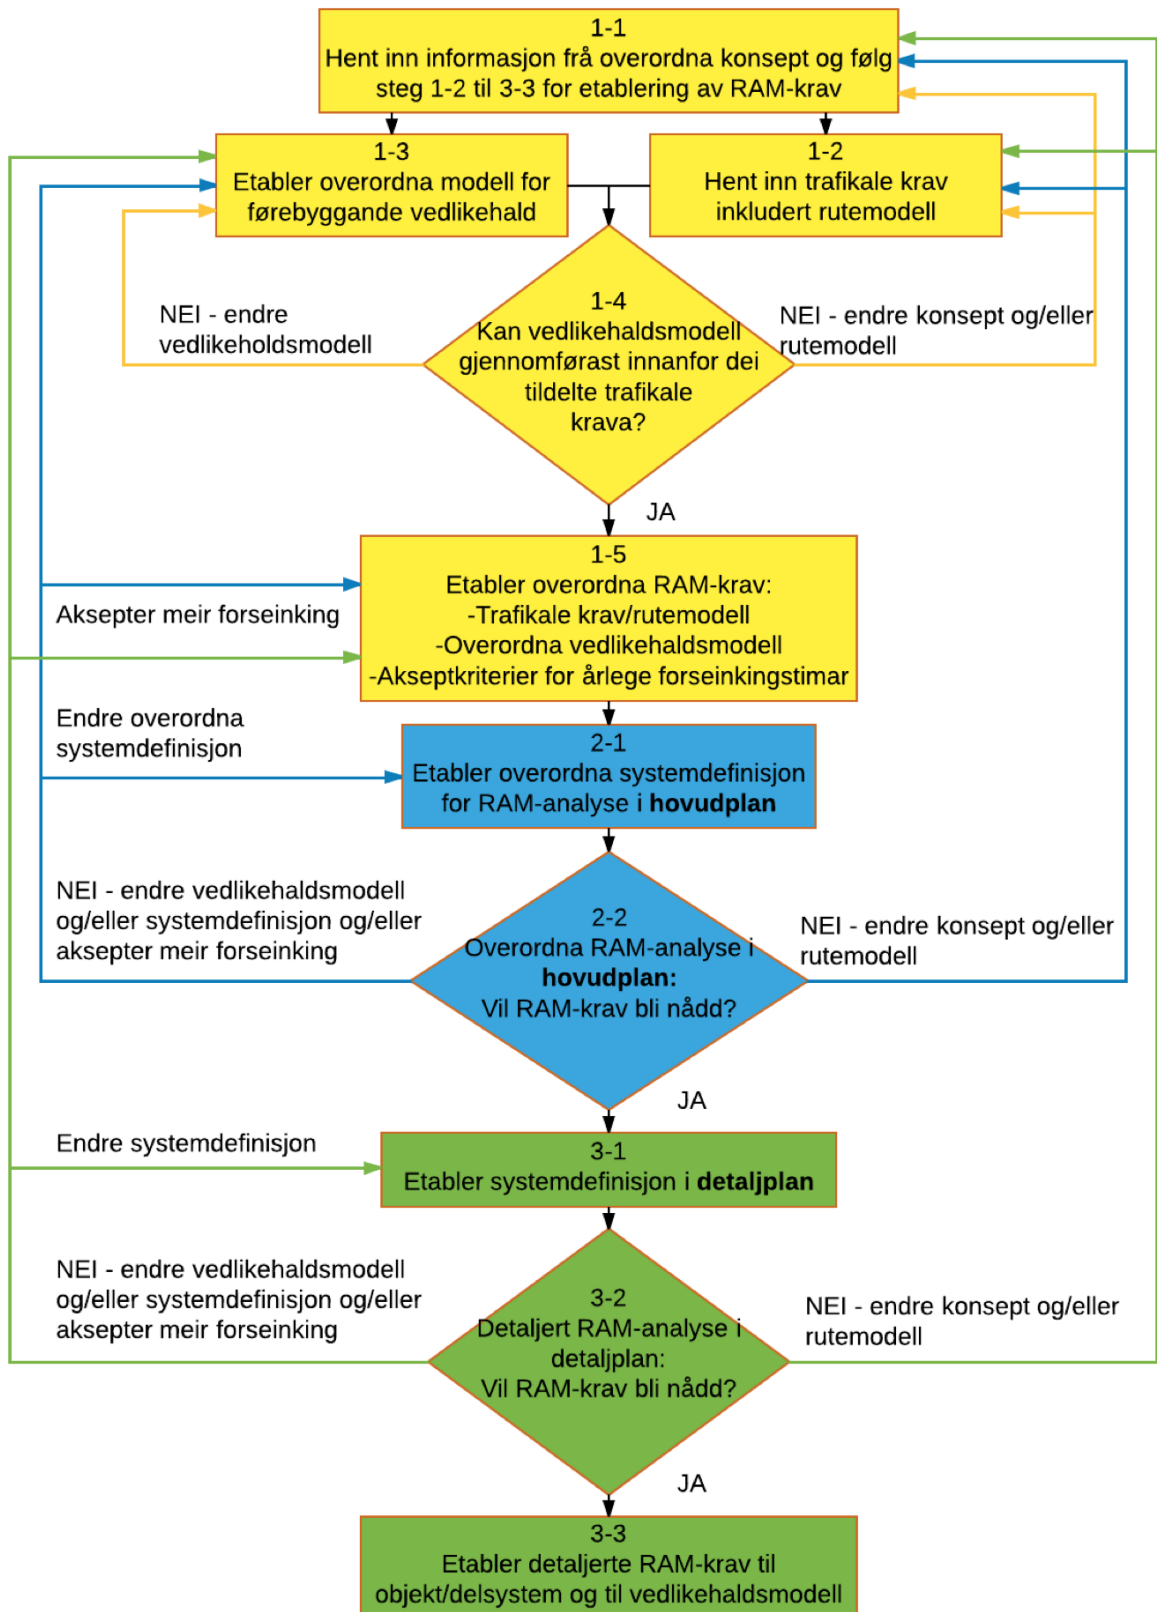 1-1
Hent inn informasjon frå overordna konsept og følg
steg 1-2 til 3-3 for etablering av RAM-krav
1-3
Etabler overordna modell for
førebyggande vedlikehald
1-2
Hent inn trafikale krav
inkludert rutemodell
NEI - endre
vedlikeholdsmodell
1-4
Kan vedlikehaldsmodell
gjennomførast innanfor dei
tildelte trafikale
krava?
NEI - endre konsept og/eller
rutemodell
JA
1-5
Etabler overordna RAM-krav:
-Trafikale krav/rutemodell
-Overordna vedlikehaldsmodell
-Akseptkriterier for årlege forseinkingstimar
Aksepter meir forseinking
Endre overordna
systemdefinisjon
2-1
Etabler overordna systemdefinisjon
for RAM-analyse i hovudplan
NEI - endre vedlikehaldsmodell
og/eller systemdefinisjon og/eller
aksepter meir forseinking
2-2
Overordna RAM-analyse i
hovudplan:
Vil RAM-krav bli nådd?
NEI - endre konsept og/eller
rutemodell
JA
Endre systemdefinisjon
3-1
Etabler systemdefinisjon i detaljplan
NEI - endre vedlikehaldsmodell
og/eller systemdefinisjon og/eller
aksepter meir forseinking
3-2
Detaljert RAM-analyse i
detaljplan:
Vil RAM-krav bli nådd?
NEI - endre konsept og/eller
rutemodell
JA
3-3
Etabler detaljerte RAM-krav til
objekt/delsystem og til vedlikehaldsmodell